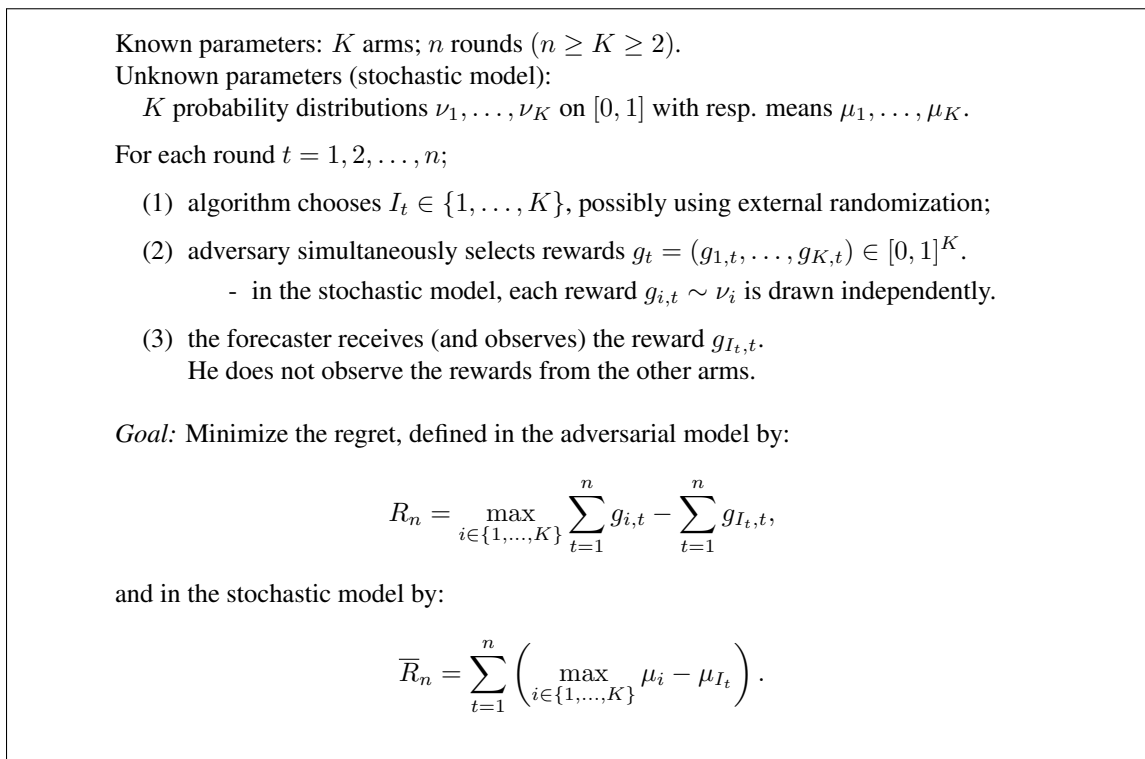 Known parameters: K arms; n rounds (n ≥ K ≥ 2).
Unknown parameters (stochastic model):
K probability distributions ν₁, . . . , ν_K on [0, 1] with resp. means μ₁, . . . , μ_K.
For each round t = 1, 2, . . . , n;
(1) algorithm chooses I_t ∈ {1, . . . , K}, possibly using external randomization;
(2) adversary simultaneously selects rewards g_t = (g_{1,t}, . . . , g_{K,t}) ∈ [0, 1]^K.
- in the stochastic model, each reward g_{i,t} ∼ ν_i is drawn independently.
(3) the forecaster receives (and observes) the reward g_{I_t,t}.
He does not observe the rewards from the other arms.
Goal: Minimize the regret, defined in the adversarial model by:
R_n = max_{i∈{1,...,K}} ∑_{t=1}^{n} g_{i,t} − ∑_{t=1}^{n} g_{I_t,t},
and in the stochastic model by:
\overline{R}_n = ∑_{t=1}^{n} ( max_{i∈{1,...,K}} μ_i − μ_{I_t} ) .